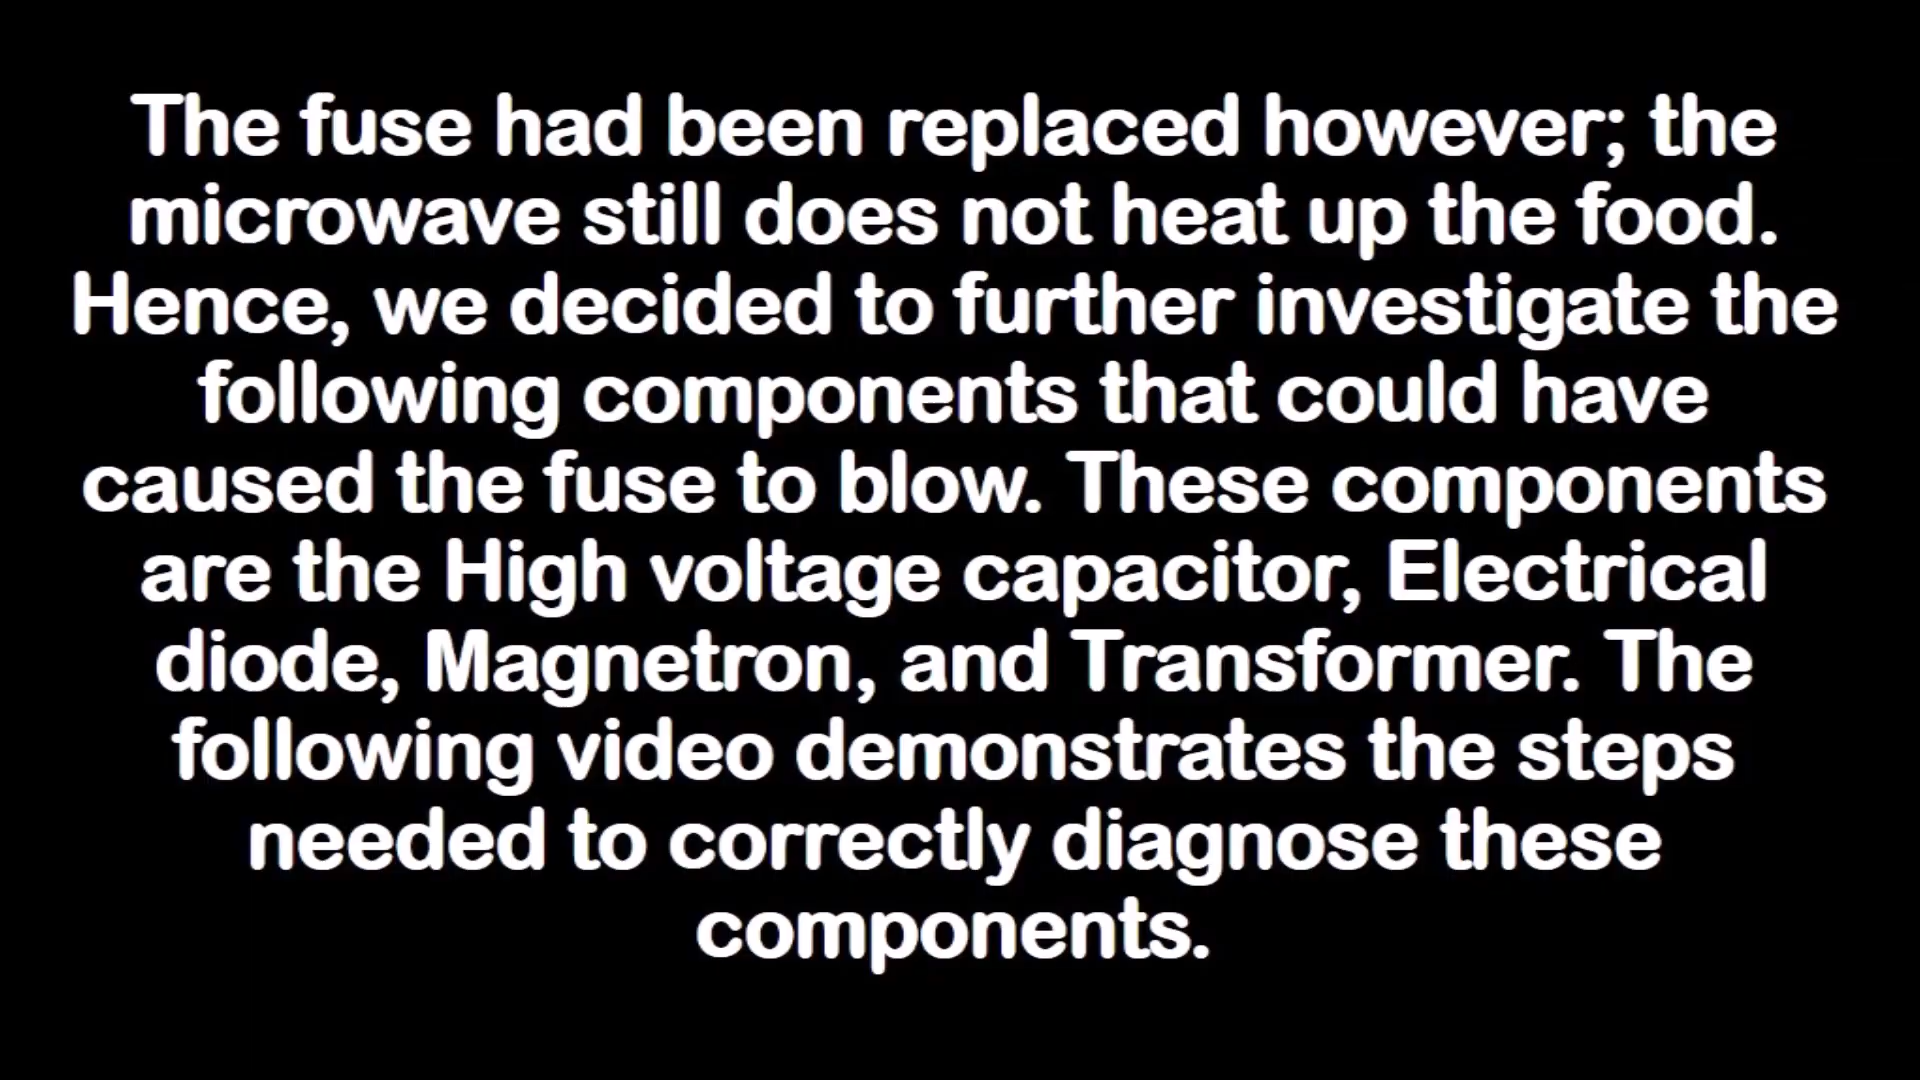 The fuse had been replaced however; the
microwave still does not heat up the food.
Hence, we decided to further investigate the
following components that could have
caused the fuse to blow. These components
are the High voltage capacitor, Electrical
diode, Magnetron, and Transformer. The
following video demonstrates the steps
needed to correctly diagnose these
components.